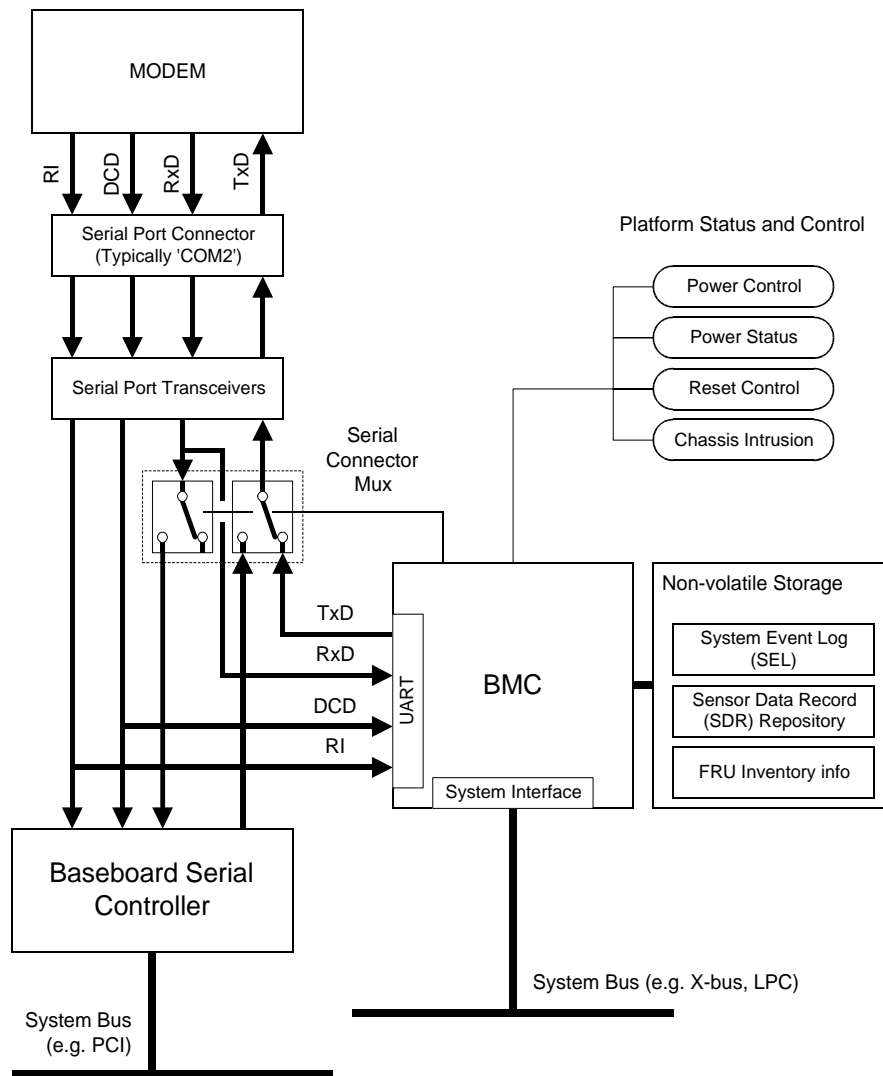 MODEM
RI
DCD
RxD
TxD
Serial Port Connector
(Typically 'COM2')
Platform Status and Control
Power Control
Power Status
Reset Control
Chassis Intrusion
Serial Port Transceivers
Serial
Connector
Mux
TxD
RxD
DCD
RI
UART
BMC
System Interface
Non-volatile Storage
System Event Log
(SEL)
Sensor Data Record
(SDR) Repository
FRU Inventory info
Baseboard Serial
Controller
System Bus (e.g. X-bus, LPC)
System Bus
(e.g. PCI)